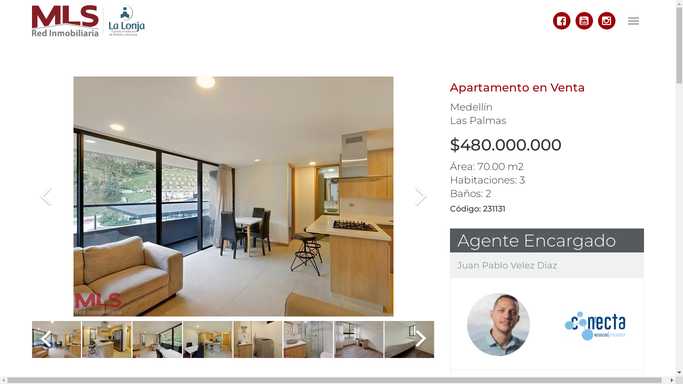 MLS
Red Inmobiliaria
La Lonja
Apartamento en Venta
Medellín
Las Palmas
$480.000.000
Área: 70.00 m2
Habitaciones: 3
Baños: 2
Código: 231131
Agente Encargado
Juan Pablo Velez Diaz
conecta
MLS